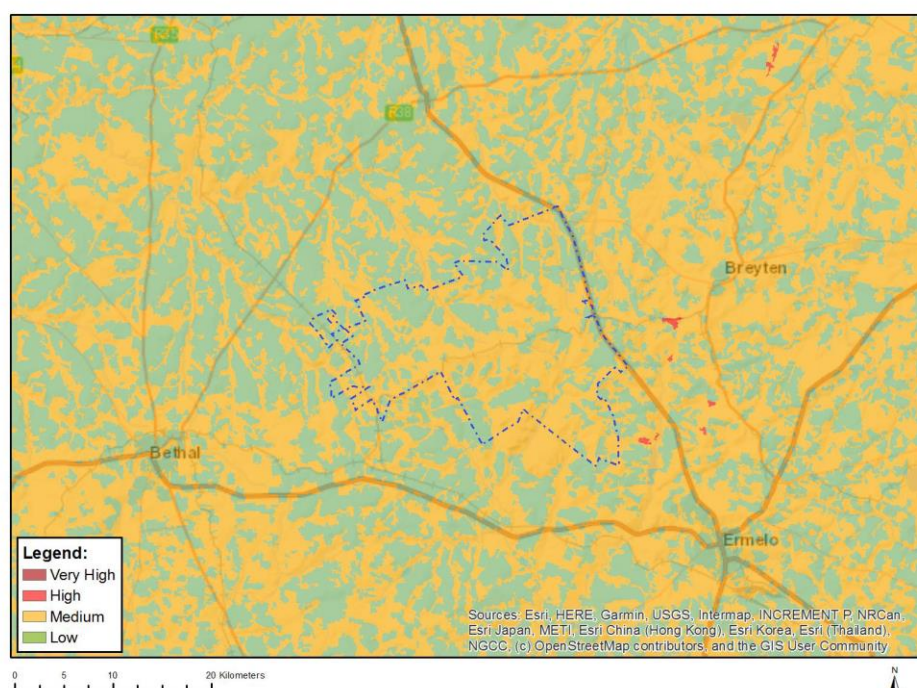 R35
R38
Breyten
Bethal
Ermelo
Legend:
Very High
High
Medium
Low
Sources: Esri, HERE, Garmin, USGS, Intermap, INCREMENT P, NRCan,
Esri Japan, METI, Esri China (Hong Kong), Esri Korea, Esri (Thailand),
NGCC, (c) OpenStreetMap contributors, and the GIS User Community
0 5 10 20 Kilometers
N